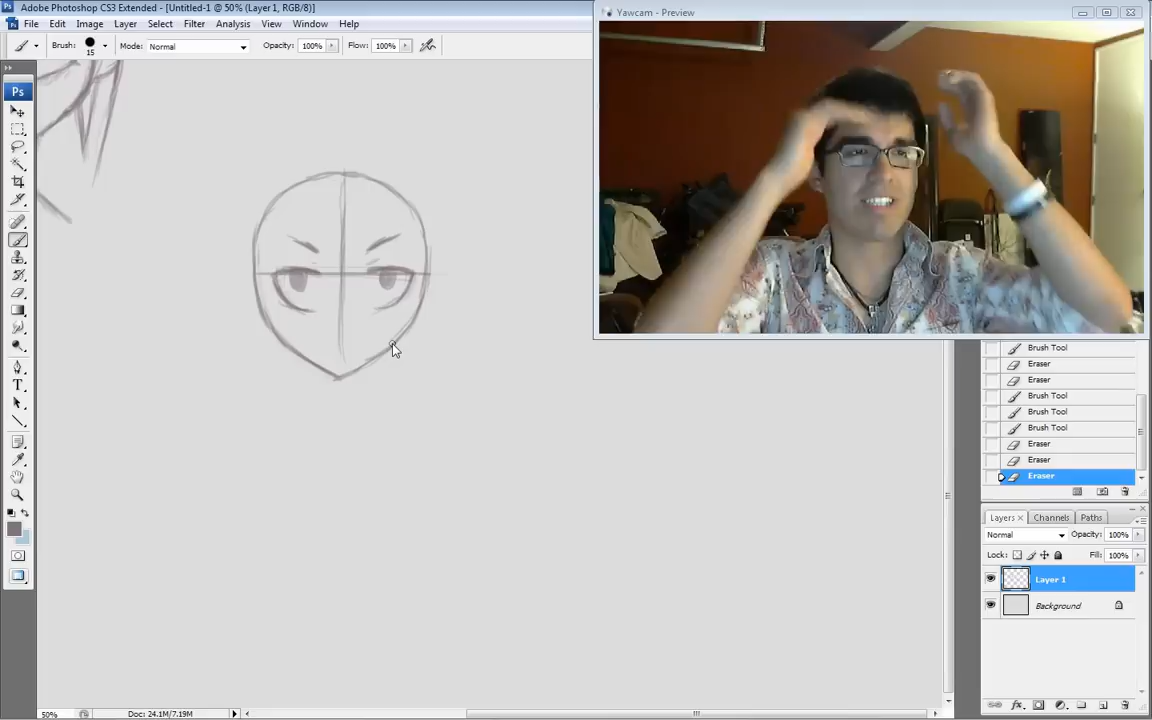 Adobe Photoshop CS3 Extended - [Untitled-1 @ 50% (Layer 1, RGB/8)]
Yawcam - Preview
File Edit Image Layer Select Filter Analysis View Window Help
Brush: 15 Mode: Normal Opacity: 100% Flow: 100%
Ps
T
Brush Tool
Eraser
Eraser
Brush Tool
Brush Tool
Brush Tool
Eraser
Eraser
Eraser
Layers Channels Paths
Normal Opacity: 100%
Lock: Fill: 100%
Layer 1
Background
50% Doc: 24.1M/7.19M